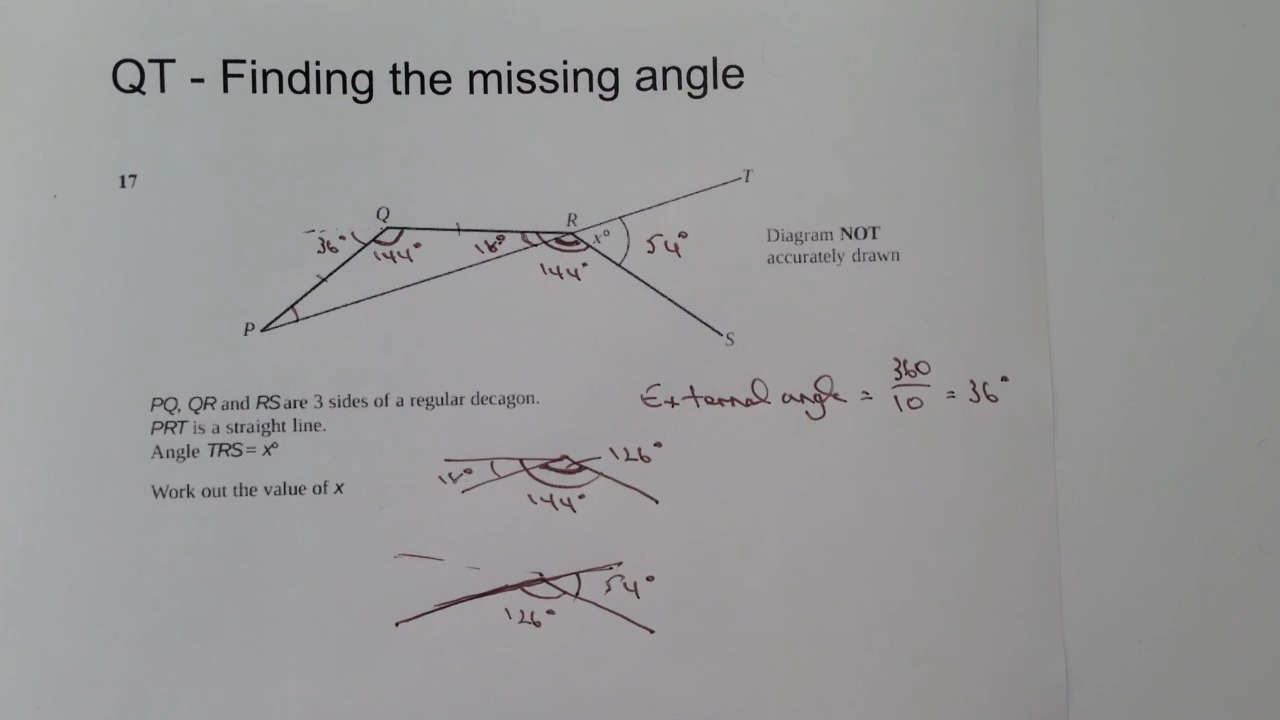 QT - Finding the missing angle
17
T
Q
R
36°
144°
18°
x°
54°
144°
Diagram NOT
accurately drawn
P
S
PQ, QR and RS are 3 sides of a regular decagon.
PRT is a straight line.
Angle TRS = x°
Work out the value of x
External angle = 360/10 = 36°
18°
126°
144°
54°
126°